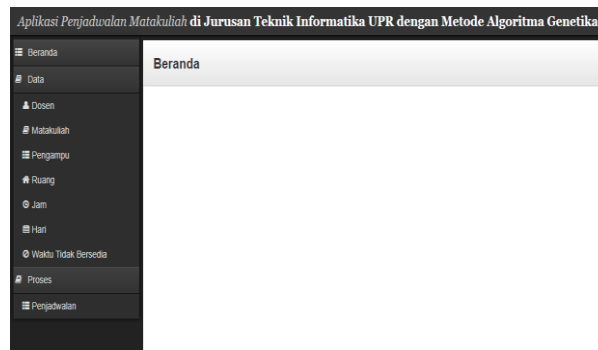 Aplikasi Penjadwalan Matakuliah di Jurusan Teknik Informatika UPR dengan Metode Algoritma Genetika
Beranda
Beranda
Data
Dosen
Matakuliah
Pengampu
Ruang
Jam
Hari
Waktu Tidak Bersedia
Proses
Penjadwalan